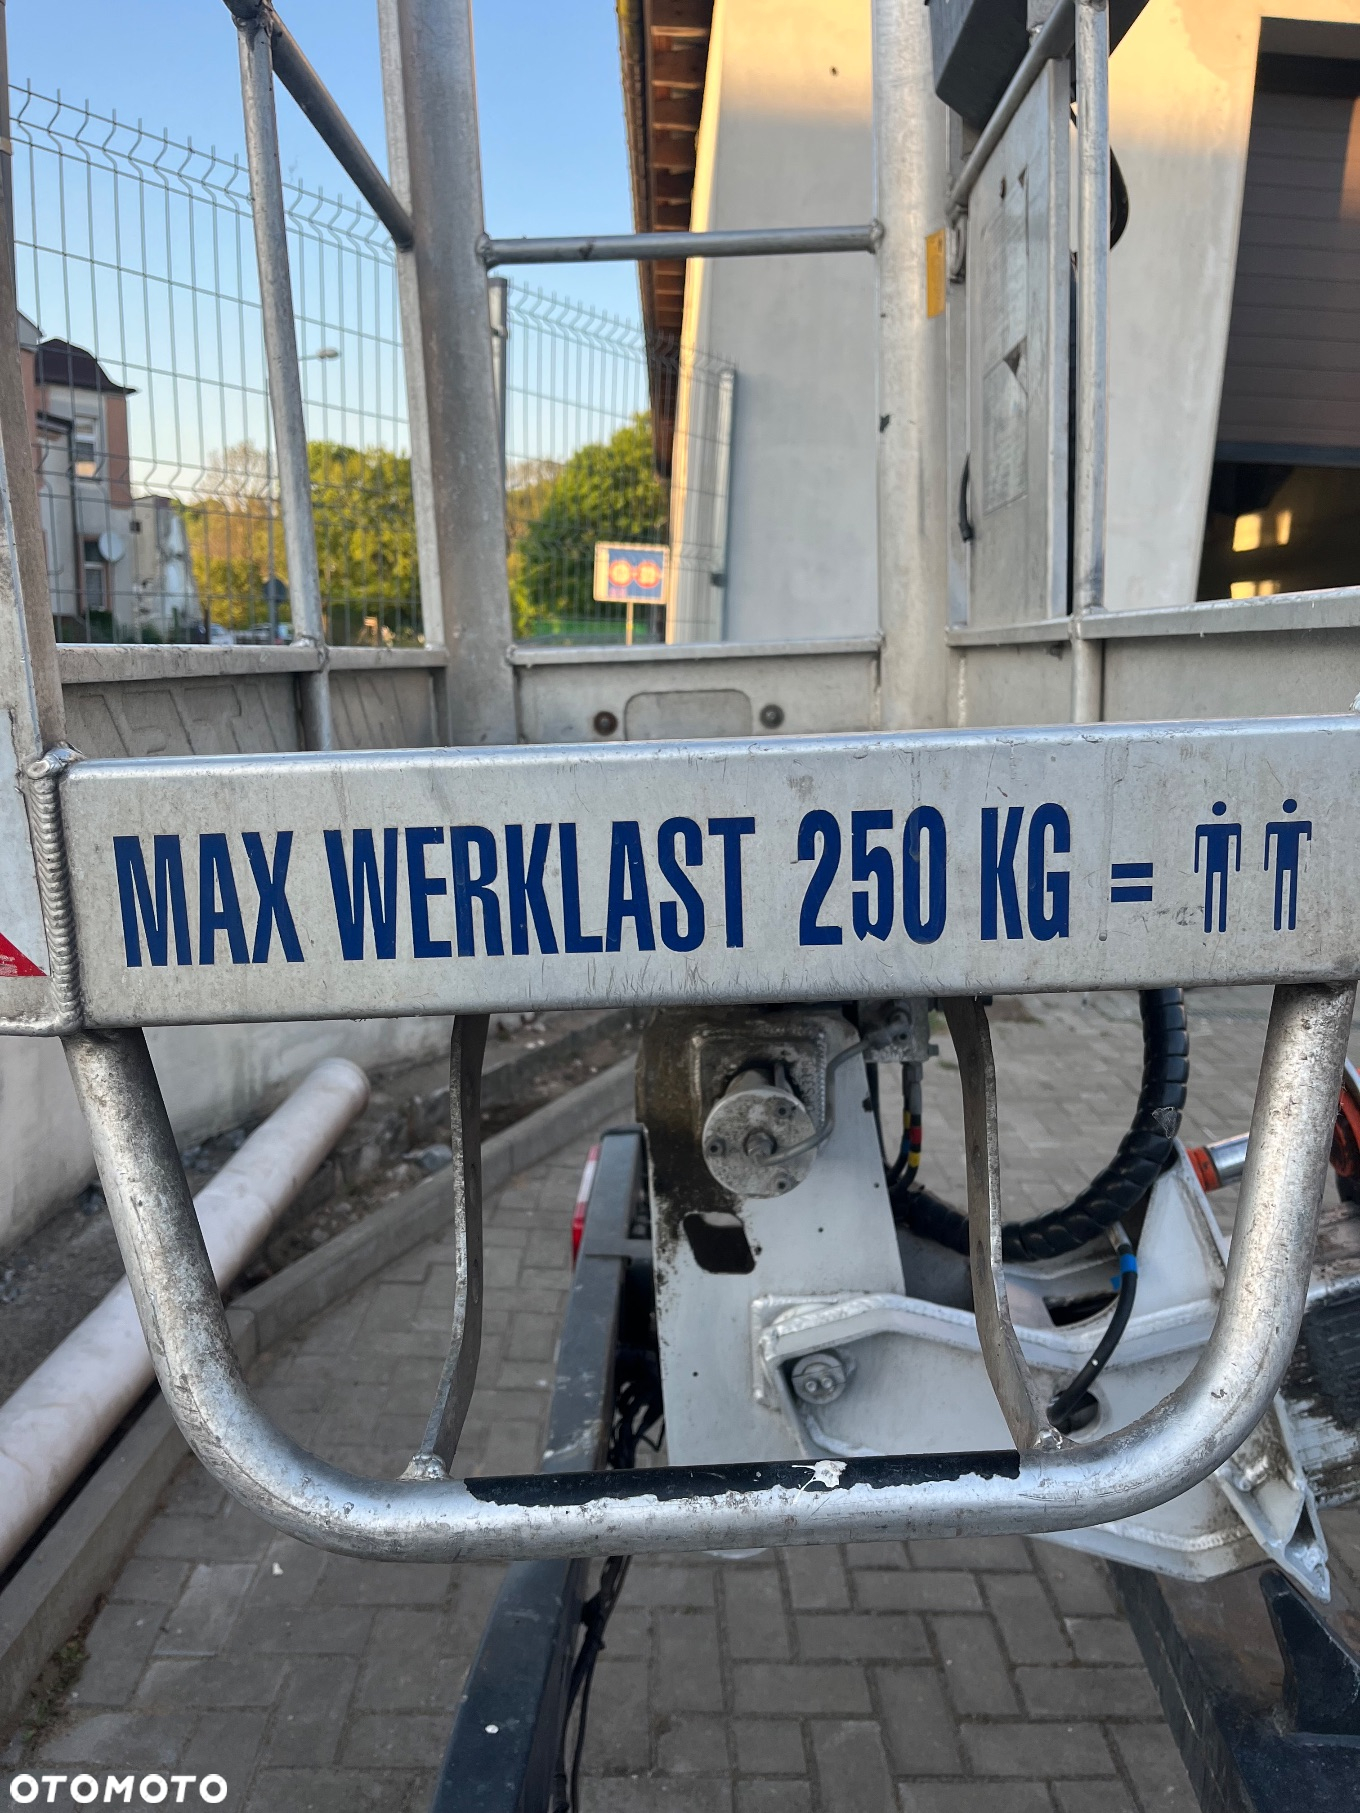 MAX WERKLAST 250 KG =
OTOMOTO